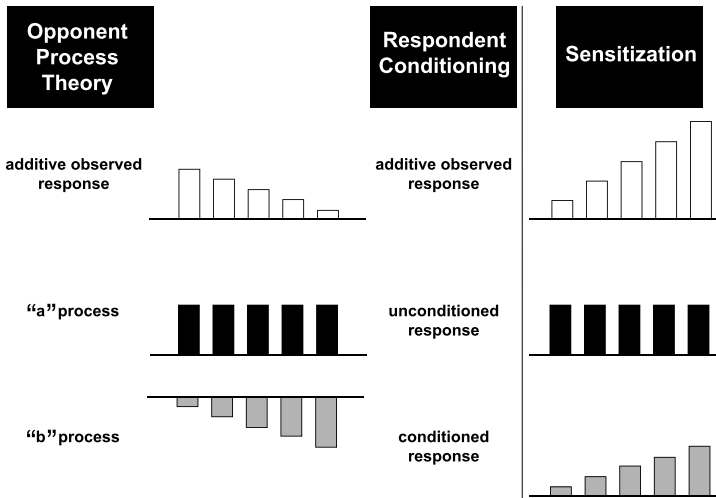 Opponent
Process
Theory
Respondent
Conditioning
Sensitization
additive observed
response
additive observed
response
“a” process
unconditioned
response
“b” process
conditioned
response